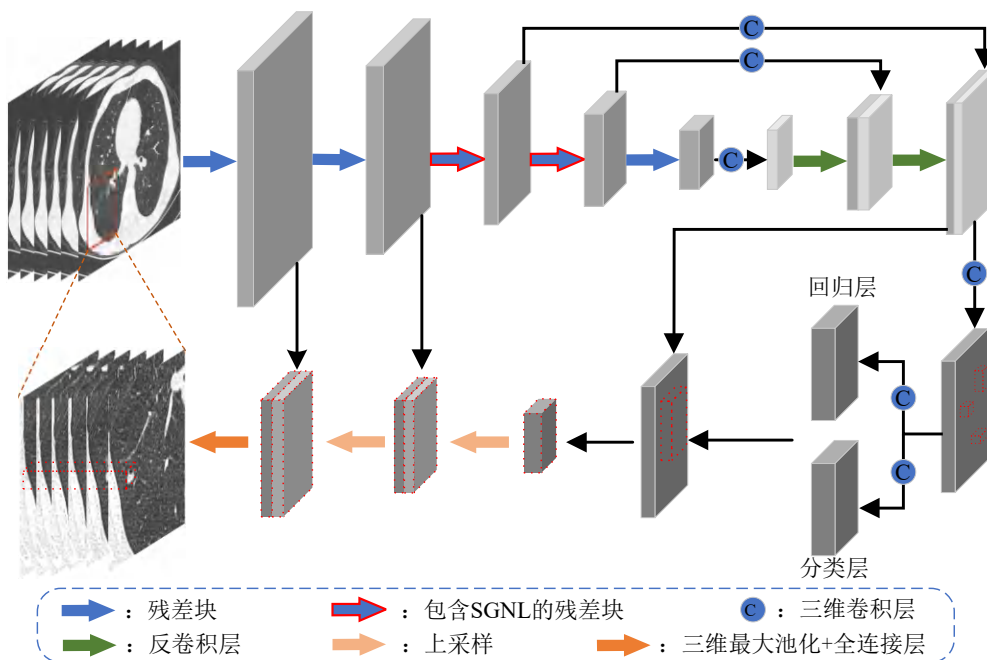 C
C
C
C
回归层
C
C
分类层
：残差块
：包含SGNL的残差块
C ：三维卷积层
：反卷积层
：上采样
：三维最大池化+全连接层